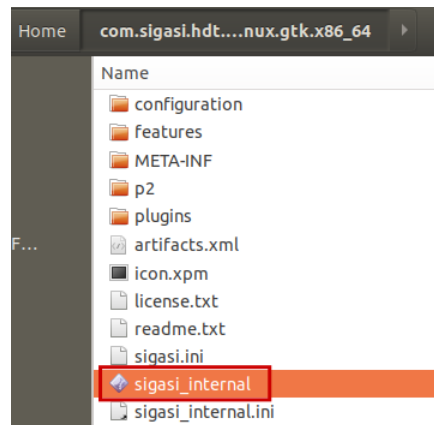 Home com.sigasi.hdt....nux.gtk.x86_64
Name
configuration
features
META-INF
p2
plugins
F... artifacts.xml
icon.xpm
license.txt
readme.txt
sigasi.ini
sigasi_internal
sigasi_internal.ini